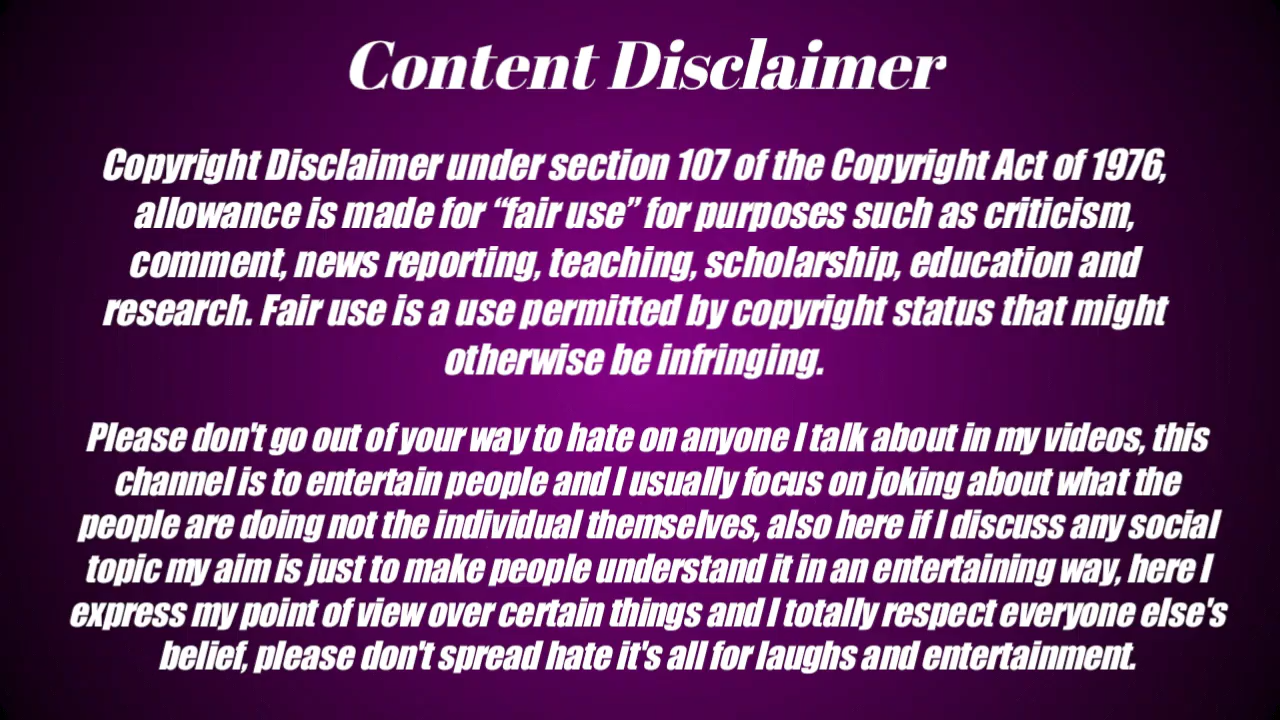 Content Disclaimer
Copyright Disclaimer under section 107 of the Copyright Act of 1976,
allowance is made for “fair use” for purposes such as criticism,
comment, news reporting, teaching, scholarship, education and
research. Fair use is a use permitted by copyright status that might
otherwise be infringing.
Please don't go out of your way to hate on anyone I talk about in my videos, this
channel is to entertain people and I usually focus on joking about what the
people are doing not the individual themselves, also here if I discuss any social
topic my aim is just to make people understand it in an entertaining way, here I
express my point of view over certain things and I totally respect everyone else's
belief, please don't spread hate it's all for laughs and entertainment.